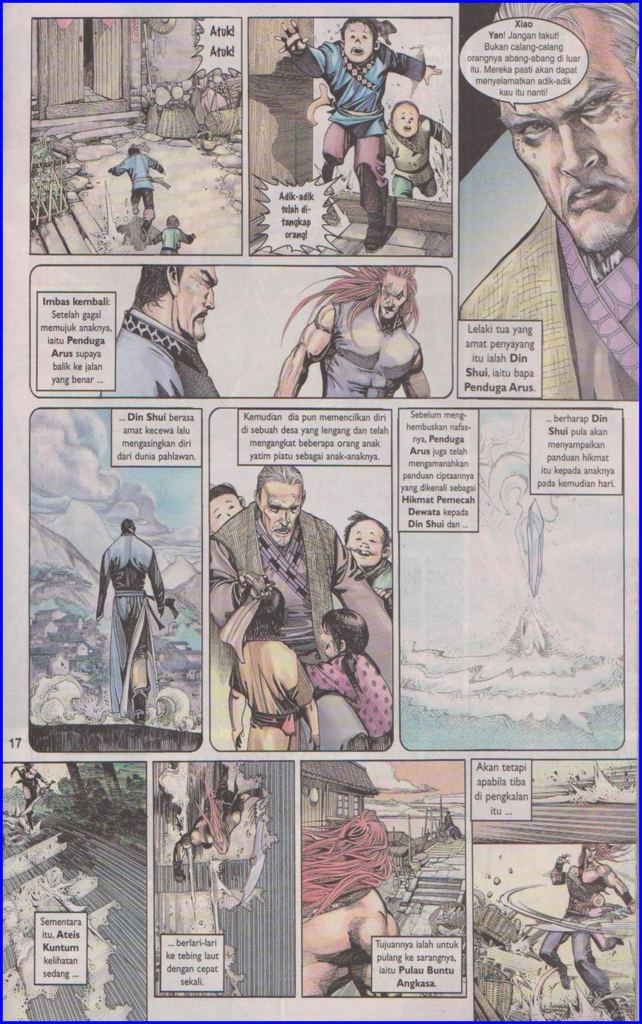 Atuk!
Atuk!
Adik-adik
telah di-
tangkap
orang!
Xiao
Yan! Jangan takut!
Bukan calang-calang
orangnya abang-abang di luar
itu. Mereka pasti akan dapat
menyelamatkan adik-adik
kau itu nanti!
Imbas kembali:
Setelah gagal
memujuk anaknya,
iaitu Penduga
Arus supaya
balik ke jalan
yang benar ...
Lelaki tua yang
amat penyayang
itu ialah Din
Shui, iaitu bapa
Penduga Arus.
... Din Shui berasa
amat kecewa lalu
mengasingkan diri
dari dunia pahlawan.
Kemudian dia pun memencilkan diri
di sebuah desa yang lengang dan telah
mengangkat beberapa orang anak
yatim piatu sebagai anak-anaknya.
Sebelum meng-
hembuskan nafas-
nya, Penduga
Arus juga telah
mengamanahkan
panduan ciptaannya
yang dikenali sebagai
Hikmat Pemecah
Dewata kepada
Din Shui dan ...
... berharap Din
Shui pula akan
menyampaikan
panduan hikmat
itu kepada anaknya
pada kemudian hari.
17
Sementara
itu, Ateis
Kuntum
kelihatan
sedang ...
... berlari-lari
ke tebing laut
dengan cepat
sekali.
Tujuannya ialah untuk
pulang ke sarangnya,
iaitu Pulau Buntu
Angkasa.
Akan tetapi
apabila tiba
di pengkalan
itu ...